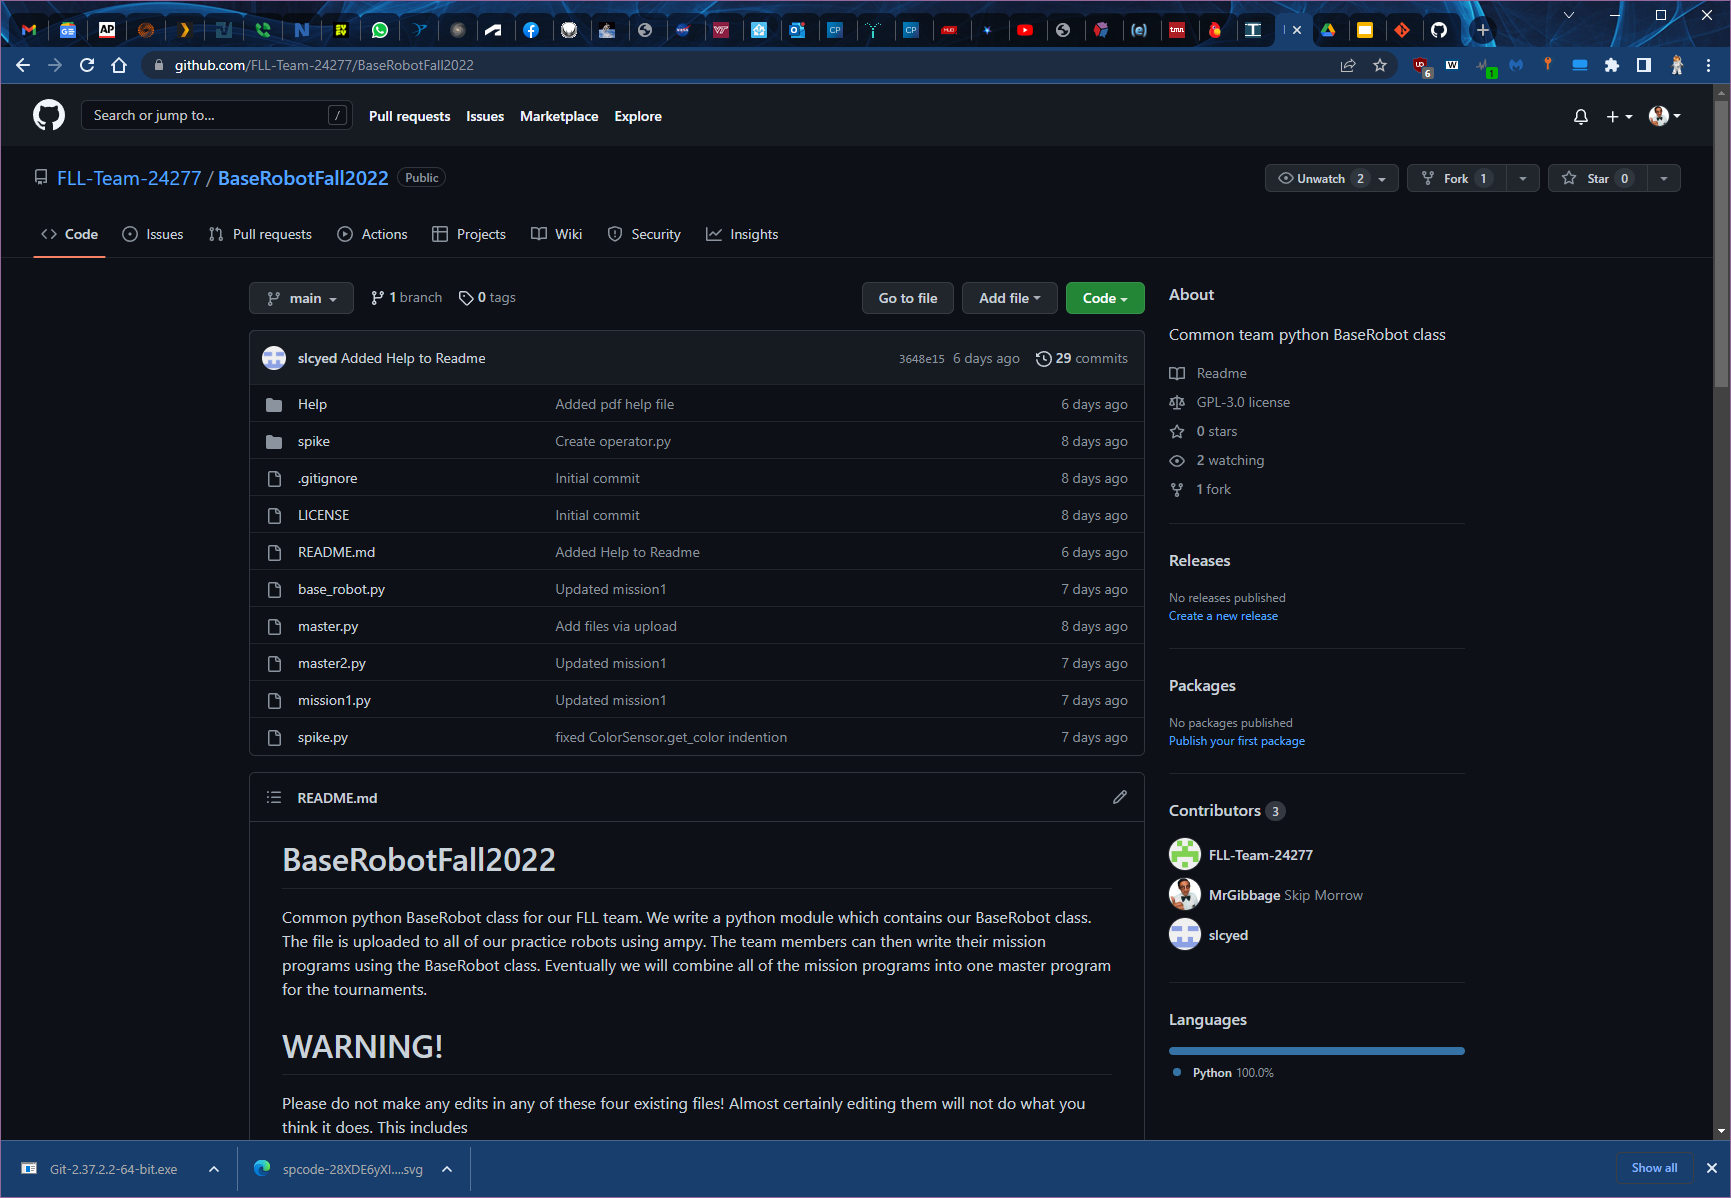 github.com/FLL-Team-24277/BaseRobotFall2022
6
1
Search or jump to...
/
Pull requests
Issues
Marketplace
Explore
FLL-Team-24277 / BaseRobotFall2022
Public
Unwatch 2
Fork 1
Star 0
Code
Issues
Pull requests
Actions
Projects
Wiki
Security
Insights
main
1 branch
0 tags
Go to file
Add file
Code
slcyed Added Help to Readme 3648e15 6 days ago 29 commits
Help Added pdf help file 6 days ago
spike Create operator.py 8 days ago
.gitignore Initial commit 8 days ago
LICENSE Initial commit 8 days ago
README.md Added Help to Readme 6 days ago
base_robot.py Updated mission1 7 days ago
master.py Add files via upload 8 days ago
master2.py Updated mission1 7 days ago
mission1.py Updated mission1 7 days ago
spike.py fixed ColorSensor.get_color indention 7 days ago
README.md
BaseRobotFall2022
Common python BaseRobot class for our FLL team. We write a python module which contains our BaseRobot class.
The file is uploaded to all of our practice robots using ampy. The team members can then write their mission
programs using the BaseRobot class. Eventually we will combine all of the mission programs into one master program
for the tournaments.
WARNING!
Please do not make any edits in any of these four existing files! Almost certainly editing them will not do what you
think it does. This includes
About
Common team python BaseRobot class
Readme
GPL-3.0 license
0 stars
2 watching
1 fork
Releases
No releases published
Create a new release
Packages
No packages published
Publish your first package
Contributors 3
FLL-Team-24277
MrGibbage Skip Morrow
slcyed
Languages
Python 100.0%
Git-2.37.2.2-64-bit.exe
spcode-28XDE6yXI....svg
Show all